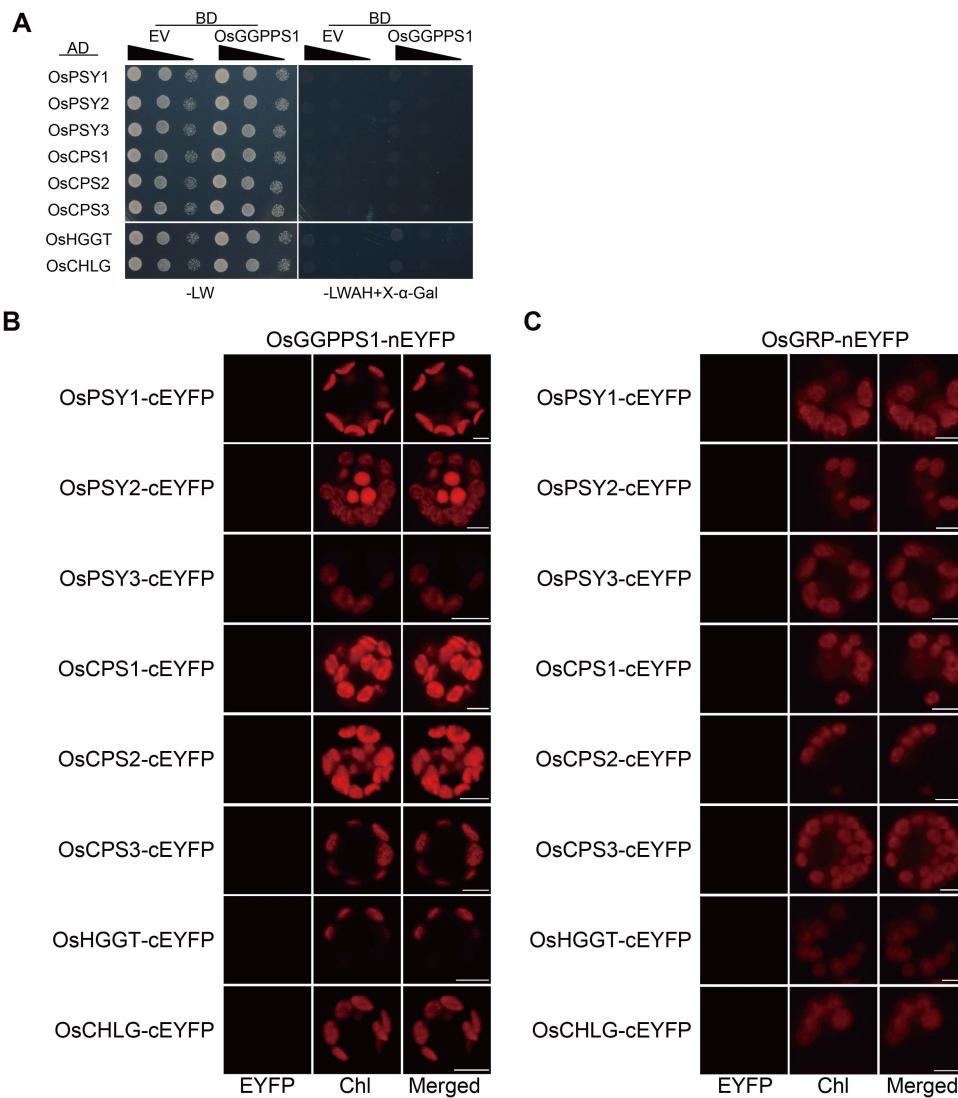 A
BD
BD
EV
OsGGPPS1
EV
OsGGPPS1
AD
OsPSY1
OsPSY2
OsPSY3
OsCPS1
OsCPS2
OsCPS3
OsHGGT
OsCHLG
-LW
-LWAH+X-α-Gal
B
OsGGPPS1-nEYFP
OsPSY1-cEYFP
OsPSY2-cEYFP
OsPSY3-cEYFP
OsCPS1-cEYFP
OsCPS2-cEYFP
OsCPS3-cEYFP
OsHGGT-cEYFP
OsCHLG-cEYFP
EYFP
Chl
Merged
C
OsGRP-nEYFP
OsPSY1-cEYFP
OsPSY2-cEYFP
OsPSY3-cEYFP
OsCPS1-cEYFP
OsCPS2-cEYFP
OsCPS3-cEYFP
OsHGGT-cEYFP
OsCHLG-cEYFP
EYFP
Chl
Merged